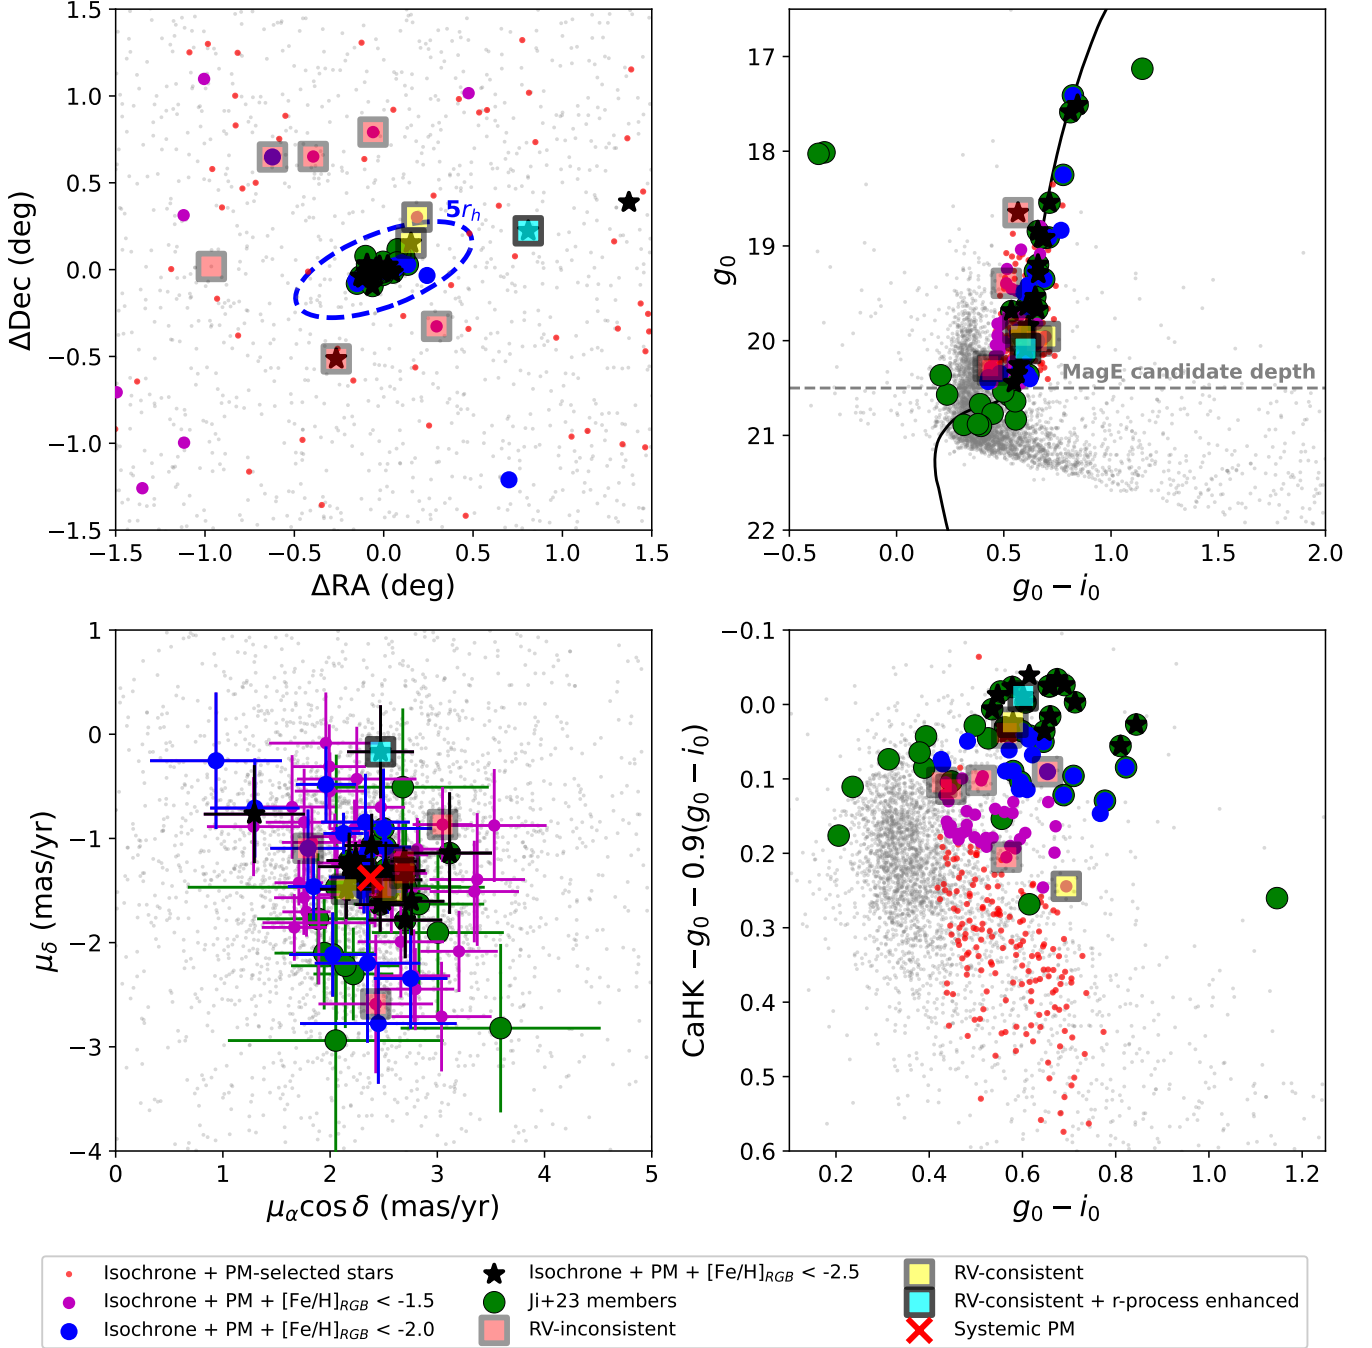 1.5
1.0
0.5
0.0
−0.5
−1.0
−1.5
ΔDec (deg)
5r_h
−1.5 −1.0 −0.5 0.0 0.5 1.0 1.5
ΔRA (deg)
17
18
19
20
21
22
g_0
MagE candidate depth
−0.5 0.0 0.5 1.0 1.5 2.0
g_0 − i_0
1
0
−1
−2
−3
−4
μ_δ (mas/yr)
0 1 2 3 4 5
μ_α cos δ (mas/yr)
−0.1
0.0
0.1
0.2
0.3
0.4
0.5
0.6
CaHK −g_0 − 0.9(g_0 − i_0)
0.2 0.4 0.6 0.8 1.0 1.2
g_0 − i_0
Isochrone + PM-selected stars
Isochrone + PM + [Fe/H]_RGB < -1.5
Isochrone + PM + [Fe/H]_RGB < -2.0
Isochrone + PM + [Fe/H]_RGB < -2.5
Ji+23 members
RV-inconsistent
RV-consistent
RV-consistent + r-process enhanced
Systemic PM